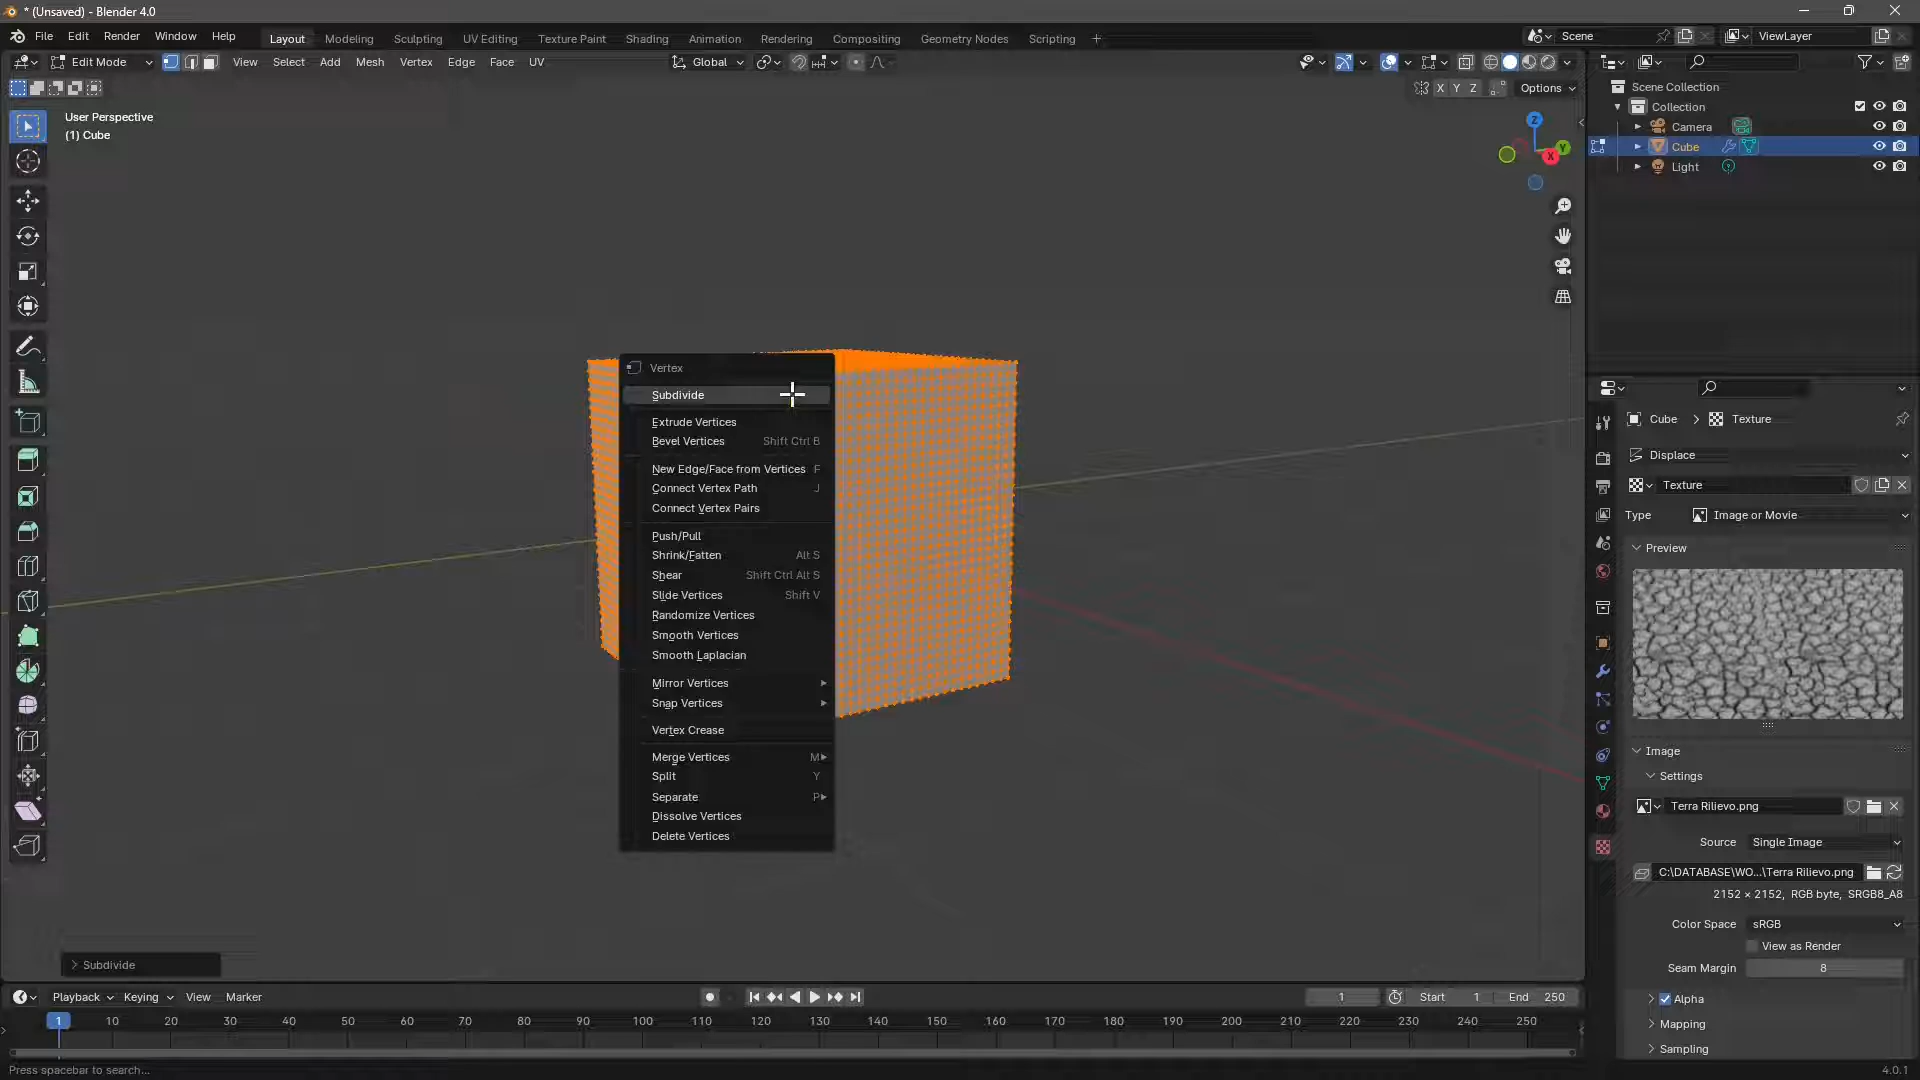 * (Unsaved) - Blender 4.0
File Edit Render Window Help
Layout Modeling Sculpting UV Editing Texture Paint Shading Animation Rendering Compositing Geometry Nodes Scripting +
Scene
ViewLayer
Edit Mode
View Select Add Mesh Vertex Edge Face UV
Global
X Y Z
Options
User Perspective
(1) Cube
Z
Y
X
Scene Collection
Collection
Camera
Cube
Light
Vertex
Subdivide
Extrude Vertices
Bevel Vertices Shift Ctrl B
New Edge/Face from Vertices F
Connect Vertex Path J
Connect Vertex Pairs
Push/Pull
Shrink/Fatten Alt S
Shear Shift Ctrl Alt S
Slide Vertices Shift V
Randomize Vertices
Smooth Vertices
Smooth Laplacian
Mirror Vertices
Snap Vertices
Vertex Crease
Merge Vertices M
Split Y
Separate P
Dissolve Vertices
Delete Vertices
Cube > Texture
Displace
Texture
Type Image or Movie
Preview
Image
Settings
Terra Rilievo.png
Source Single Image
C:\DATABASE\WO...\Terra Rilievo.png
2152 × 2152, RGB byte, SRGB8_A8
Color Space sRGB
View as Render
Seam Margin 8
Alpha
Mapping
Sampling
> Subdivide
Playback Keying View Marker
1 Start 1 End 250
1 10 20 30 40 50 60 70 80 90 100 110 120 130 140 150 160 170 180 190 200 210 220 230 240 250
Press spacebar to search...
4.0.1